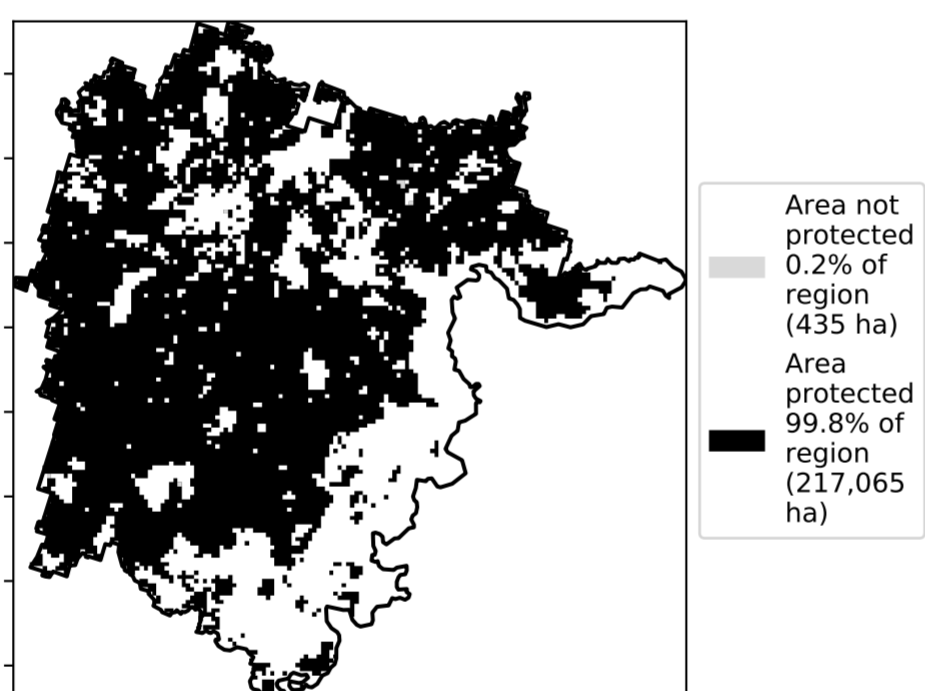 Area not
protected
0.2% of
region
(435 ha)
Area
protected
99.8% of
region
(217,065
ha)